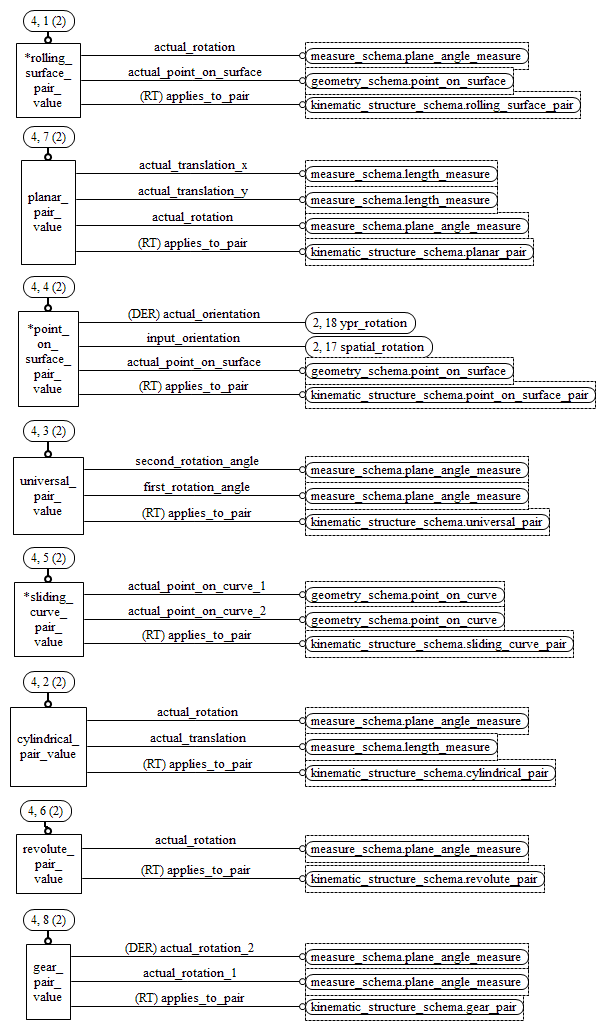 4, 1 (2)
*rolling_
surface_
pair_
value
actual_rotation
measure_schema.plane_angle_measure
actual_point_on_surface
geometry_schema.point_on_surface
(RT) applies_to_pair
kinematic_structure_schema.rolling_surface_pair
4, 7 (2)
planar_
pair_
value
actual_translation_x
measure_schema.length_measure
actual_translation_y
measure_schema.length_measure
actual_rotation
measure_schema.plane_angle_measure
(RT) applies_to_pair
kinematic_structure_schema.planar_pair
4, 4 (2)
*point_
on_
surface_
pair_
value
(DER) actual_orientation
2, 18 ypr_rotation
input_orientation
2, 17 spatial_rotation
actual_point_on_surface
geometry_schema.point_on_surface
(RT) applies_to_pair
kinematic_structure_schema.point_on_surface_pair
4, 3 (2)
universal_
pair_
value
second_rotation_angle
measure_schema.plane_angle_measure
first_rotation_angle
measure_schema.plane_angle_measure
(RT) applies_to_pair
kinematic_structure_schema.universal_pair
4, 5 (2)
*sliding_
curve_
pair_
value
actual_point_on_curve_1
geometry_schema.point_on_curve
actual_point_on_curve_2
geometry_schema.point_on_curve
(RT) applies_to_pair
kinematic_structure_schema.sliding_curve_pair
4, 2 (2)
cylindrical_
pair_value
actual_rotation
measure_schema.plane_angle_measure
actual_translation
measure_schema.length_measure
(RT) applies_to_pair
kinematic_structure_schema.cylindrical_pair
4, 6 (2)
revolute_
pair_
value
actual_rotation
measure_schema.plane_angle_measure
(RT) applies_to_pair
kinematic_structure_schema.revolute_pair
4, 8 (2)
gear_
pair_
value
(DER) actual_rotation_2
measure_schema.plane_angle_measure
actual_rotation_1
measure_schema.plane_angle_measure
(RT) applies_to_pair
kinematic_structure_schema.gear_pair